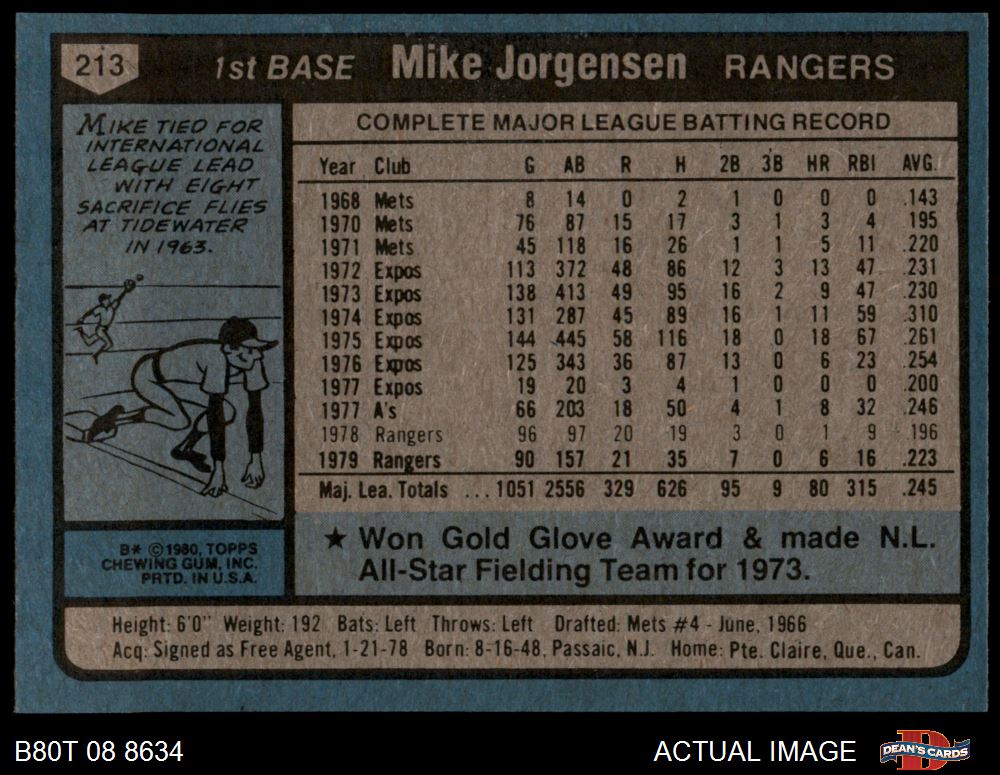 213 1st BASE Mike Jorgensen RANGERS
MIKE TIED FOR
INTERNATIONAL
LEAGUE LEAD
WITH EIGHT
SACRIFICE FLIES
AT TIDEWATER
IN 1963.
B* ©1980, TOPPS
CHEWING GUM, INC.
PRTD. IN U.S.A.
COMPLETE MAJOR LEAGUE BATTING RECORD
Year Club G AB R H 2B 3B HR RBI AVG.
1968 Mets 8 14 0 2 1 0 0 0 .143
1970 Mets 76 87 15 17 3 1 3 4 .195
1971 Mets 45 118 16 26 1 1 5 11 .220
1972 Expos 113 372 48 86 12 3 13 47 .231
1973 Expos 138 413 49 95 16 2 9 47 .230
1974 Expos 131 287 45 89 16 1 11 59 .310
1975 Expos 144 445 58 116 18 0 18 67 .261
1976 Expos 125 343 36 87 13 0 6 23 .254
1977 Expos 19 20 3 4 1 0 0 0 .200
1977 A's 66 203 18 50 4 1 8 32 .246
1978 Rangers 96 97 20 19 3 0 1 9 .196
1979 Rangers 90 157 21 35 7 0 6 16 .223
Maj. Lea. Totals ... 1051 2556 329 626 95 9 80 315 .245
★ Won Gold Glove Award & made N.L.
All-Star Fielding Team for 1973.
Height: 6'0" Weight: 192 Bats: Left Throws: Left Drafted: Mets #4 - June, 1966
Acq: Signed as Free Agent, 1-21-78 Born: 8-16-48, Passaic, N.J. Home: Pte. Claire, Que., Can.
B80T 08 8634 ACTUAL IMAGE DEAN'S CARDS